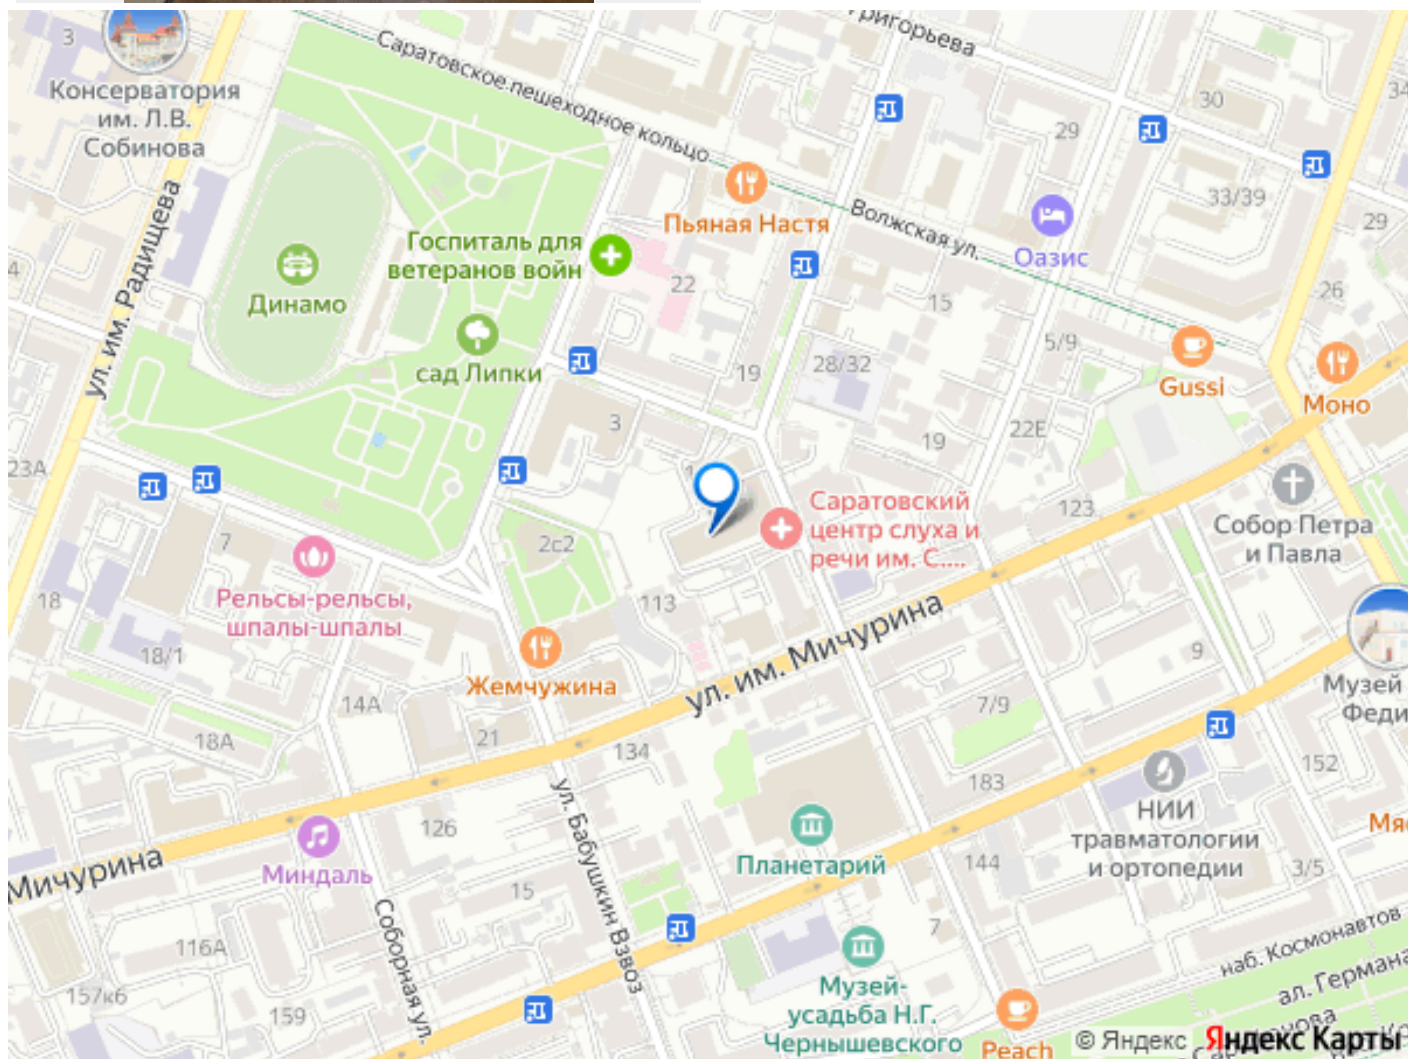 3
Консерватория
им. Л.В.
Собинова
Саратовское пешеходное кольцо
Григорьева
30
34
29
33/39
29
Пьяная Настя
Волжская ул.
Оазис
ул. им. Радищева
Госпиталь для
ветеранов войн
22
4
Динамо
сад Липки
15
26
5/9
Gussi
Моно
19
28/32
3
19
22Е
23А
123
Собор Петра
и Павла
Саратовский
центр слуха и
речи им. С....
7
2с2
18
Рельсы-рельсы,
шпалы-шпалы
113
18/1
ул. им. Мичурина
Жемчужина
9
Музей
Феди
14А
7/9
18А
21
134
152
183
НИИ
травматологии
и ортопедии
Мя
126
Планетарий
144
3/5
Мичурина
Миндаль
15
ул. Бабушкин Взвоз
Соборная ул.
116А
7
наб. Космонавтов
157к6
159
Музей-
усадьба Н.Г.
Чернышевского
ал. Германа
Peach
© Яндекс Яндекс Карты